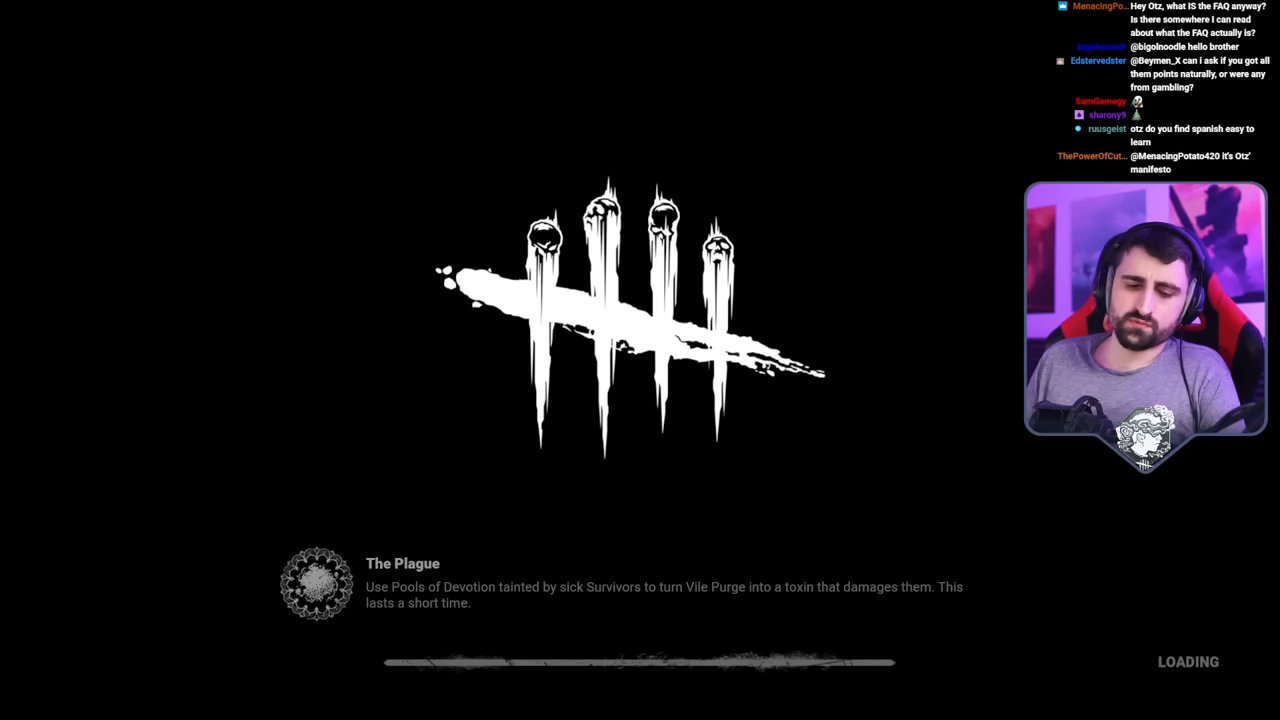 MenacingPo... Hey Otz, what IS the FAQ anyway?
Is there somewhere I can read
about what the FAQ actually is?
@bigolnoodle hello brother
Edstervedster @Beymen_X can i ask if you got all
them points naturally, or were any
from gambling?
SamGamegy
sharony9
ruusgeist otz do you find spanish easy to
learn
ThePowerOfCut... @MenacingPotato420 it's Otz'
manifesto
The Plague
Use Pools of Devotion tainted by sick Survivors to turn Vile Purge into a toxin that damages them. This
lasts a short time.
LOADING